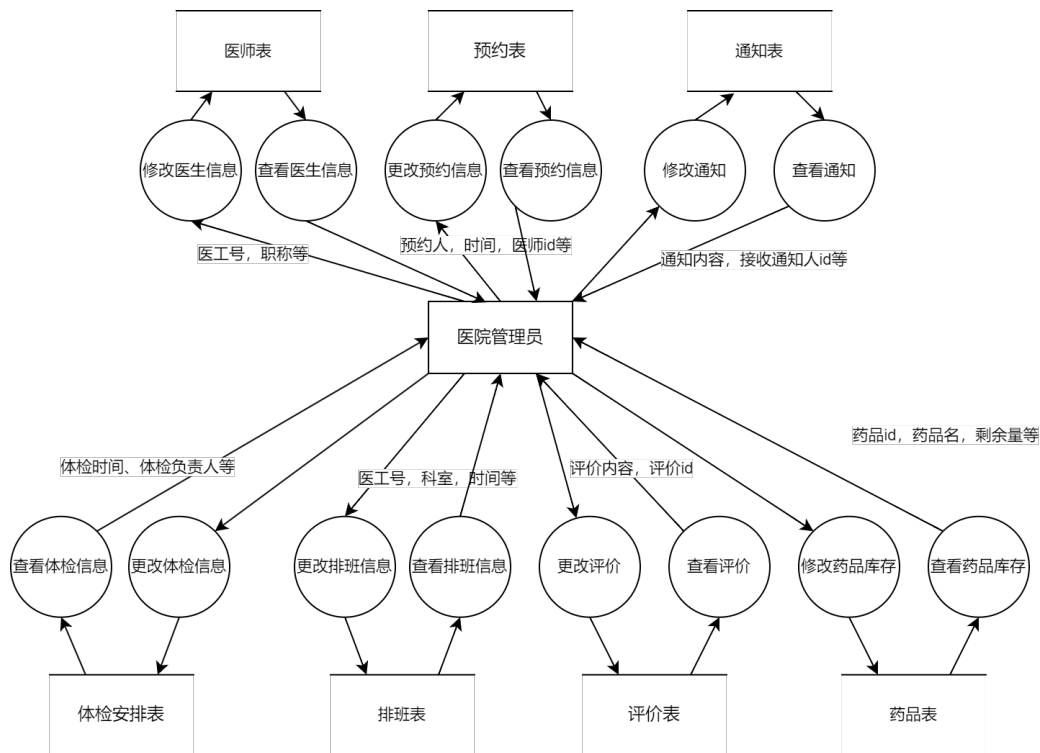 医师表
预约表
通知表
修改医生信息
查看医生信息
更改预约信息
查看预约信息
修改通知
查看通知
医工号，职称等
预约人，时间，医师id等
通知内容，接收通知人id等
医院管理员
体检时间、体检负责人等
医工号，科室，时间等
评价内容，评价id
药品id，药品名，剩余量等
查看体检信息
更改体检信息
更改排班信息
查看排班信息
更改评价
查看评价
修改药品库存
查看药品库存
体检安排表
排班表
评价表
药品表